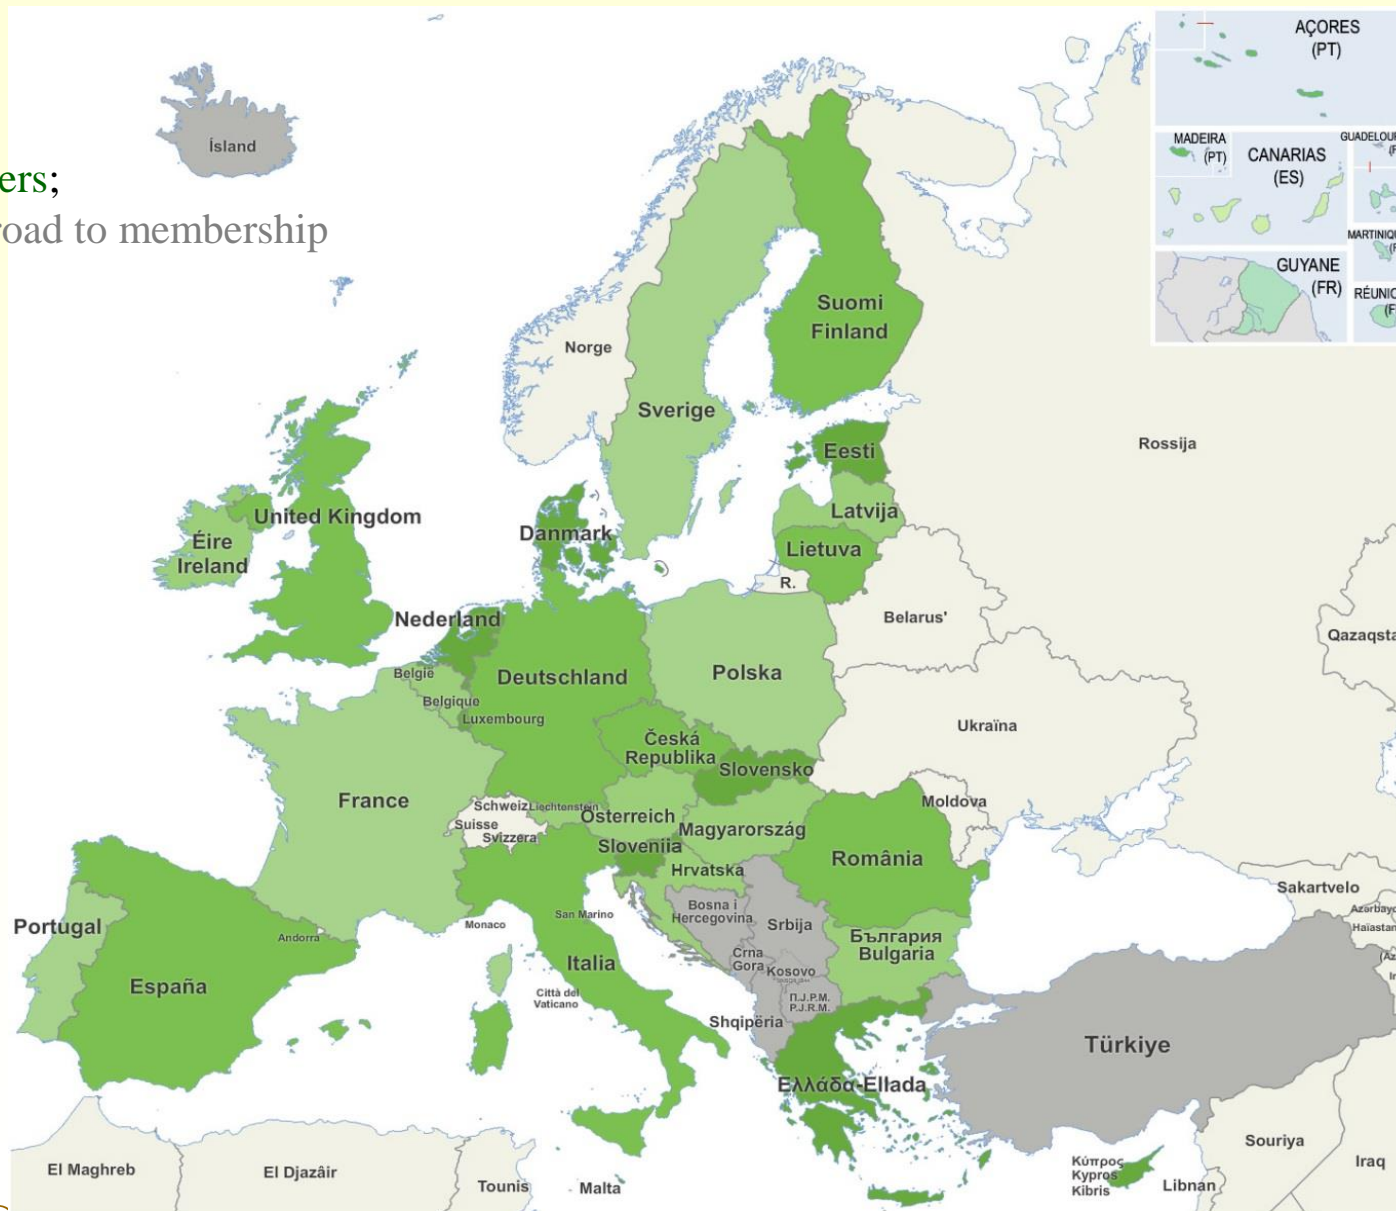 AÇORES
(PT)
MADEIRA
(PT)
CANARIAS
(ES)
GUYANE
(FR)
Ísland
ers;
road to membership
Suomi
Finland
Norge
Sverige
Rossija
Eesti
Latvija
United Kingdom
Danmark
Éire
Ireland
Lietuva
R.
Belarus'
Nederland
België
Deutschland
Polska
Belgique
Luxembourg
Ukraïna
Česká
Republika
Slovensko
France
Schweiz
Liechtenstein
Österreich
Moldova
Suisse
Svizzera
Magyarország
Slovenija
România
Hrvatska
Sakartvelo
Portugal
Andorra
Monaco
San Marino
Bosna i
Hercegovina
Srbija
България
Bulgaria
Haïastan
España
Italia
Crna
Gora
Kosovo
Città del
Vaticano
П.Ј.Р.М.
P.J.R.M.
Shqipëria
Türkiye
Ελλάδα-Ellada
El Maghreb
El Djazâir
Tounis
Malta
Κύπρος
Kypros
Kibris
Libnan
Souriya
Iraq